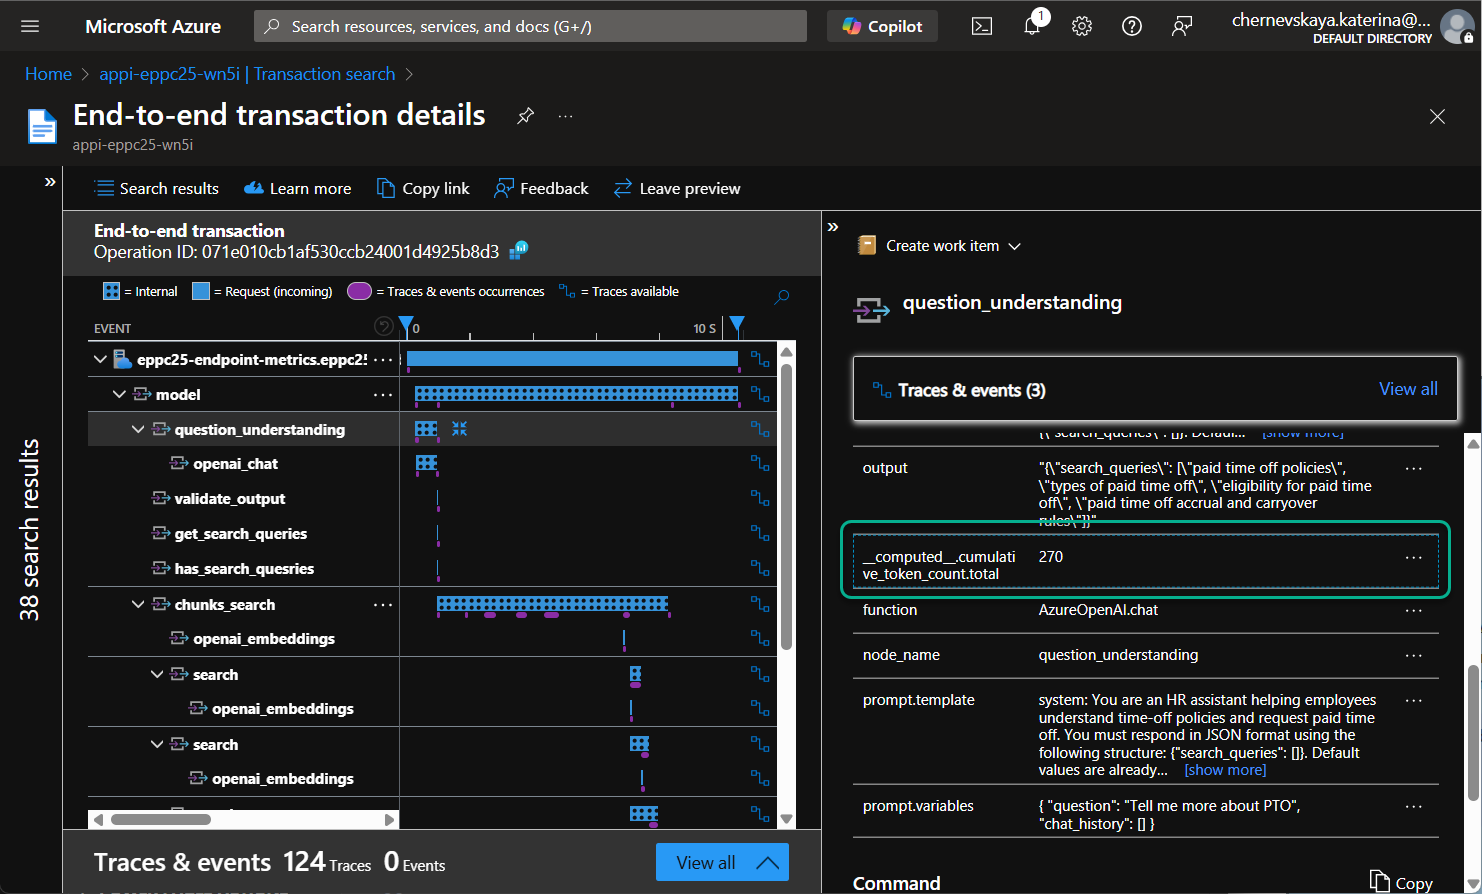 Microsoft Azure
Search resources, services, and docs (G+/)
Copilot
1
chernevskaya.katerina@...
DEFAULT DIRECTORY
Home > appi-eppc25-wn5i | Transaction search >
End-to-end transaction details
...
appi-eppc25-wn5i
Search results
Learn more
Copy link
Feedback
Leave preview
38 search results
End-to-end transaction
Operation ID: 071e010cb1af530ccb24001d4925b8d3
= Internal
= Request (incoming)
= Traces & events occurrences
= Traces available
EVENT
0
10 S
eppc25-endpoint-metrics.eppc25
model
question_understanding
openai_chat
validate_output
get_search_queries
has_search_quesries
chunks_search
openai_embeddings
search
openai_embeddings
search
openai_embeddings
Traces & events 124 Traces 0 Events
View all
Create work item
question_understanding
Traces & events (3)
View all
{\"search_queries\": []}. Defaul... [show more]
output
"{\"search_queries\": [\"paid time off policies\",
\"types of paid time off\", \"eligibility for paid time
off\", \"paid time off accrual and carryover
rules\"]}"
__computed__.cumulati
ve_token_count.total
270
function
AzureOpenAI.chat
node_name
question_understanding
prompt.template
system: You are an HR assistant helping employees
understand time-off policies and request paid time
off. You must respond in JSON format using the
following structure: {"search_queries": []}. Default
values are already... [show more]
prompt.variables
{ "question": "Tell me more about PTO",
"chat_history": [] }
Command
Copy